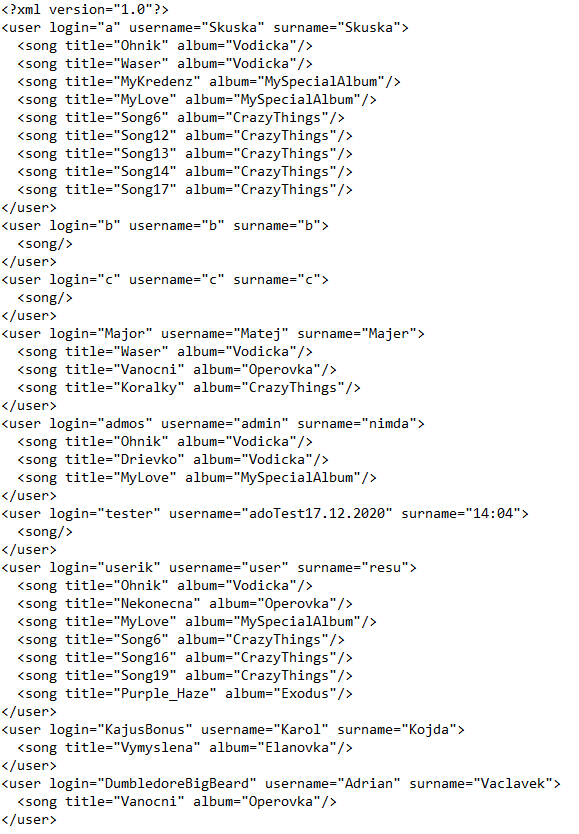 <?xml version="1.0"?>
<user login="a" username="Skuska" surname="Skuska">
  <song title="Ohnik" album="Vodicka"/>
  <song title="Waser" album="Vodicka"/>
  <song title="MyKredenz" album="MySpecialAlbum"/>
  <song title="MyLove" album="MySpecialAlbum"/>
  <song title="Song6" album="CrazyThings"/>
  <song title="Song12" album="CrazyThings"/>
  <song title="Song13" album="CrazyThings"/>
  <song title="Song14" album="CrazyThings"/>
  <song title="Song17" album="CrazyThings"/>
</user>
<user login="b" username="b" surname="b">
  <song/>
</user>
<user login="c" username="c" surname="c">
  <song/>
</user>
<user login="Major" username="Matej" surname="Majer">
  <song title="Waser" album="Vodicka"/>
  <song title="Vanocni" album="Operovka"/>
  <song title="Koralky" album="CrazyThings"/>
</user>
<user login="admos" username="admin" surname="nimda">
  <song title="Ohnik" album="Vodicka"/>
  <song title="Drievko" album="Vodicka"/>
  <song title="MyLove" album="MySpecialAlbum"/>
</user>
<user login="tester" username="adoTest17.12.2020" surname="14:04">
  <song/>
</user>
<user login="userik" username="user" surname="resu">
  <song title="Ohnik" album="Vodicka"/>
  <song title="Nekonecna" album="Operovka"/>
  <song title="MyLove" album="MySpecialAlbum"/>
  <song title="Song6" album="CrazyThings"/>
  <song title="Song16" album="CrazyThings"/>
  <song title="Song19" album="CrazyThings"/>
  <song title="Purple_Haze" album="Exodus"/>
</user>
<user login="KajusBonus" username="Karol" surname="Kojda">
  <song title="Vymyslena" album="Elanovka"/>
</user>
<user login="DumbledoreBigBeard" username="Adrian" surname="Vaclavek">
  <song title="Vanocni" album="Operovka"/>
</user>